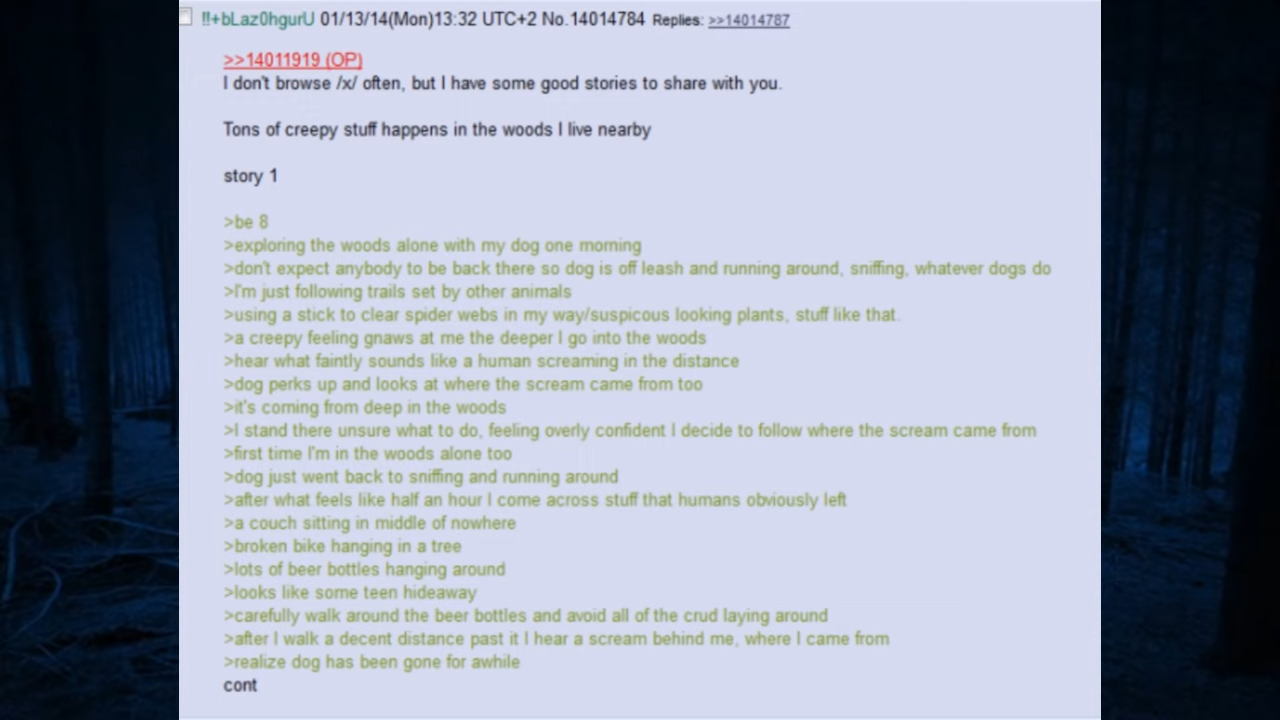 !!+bLaz0hgurU 01/13/14(Mon)13:32 UTC+2 No.14014784 Replies: >>14014787
>>14011919 (OP)
I don't browse /x/ often, but I have some good stories to share with you.
Tons of creepy stuff happens in the woods I live nearby
story 1
>be 8
>exploring the woods alone with my dog one morning
>don't expect anybody to be back there so dog is off leash and running around, sniffing, whatever dogs do
>I'm just following trails set by other animals
>using a stick to clear spider webs in my way/suspicous looking plants, stuff like that.
>a creepy feeling gnaws at me the deeper I go into the woods
>hear what faintly sounds like a human screaming in the distance
>dog perks up and looks at where the scream came from too
>it's coming from deep in the woods
>I stand there unsure what to do, feeling overly confident I decide to follow where the scream came from
>first time I'm in the woods alone too
>dog just went back to sniffing and running around
>after what feels like half an hour I come across stuff that humans obviously left
>a couch sitting in middle of nowhere
>broken bike hanging in a tree
>lots of beer bottles hanging around
>looks like some teen hideaway
>carefully walk around the beer bottles and avoid all of the crud laying around
>after I walk a decent distance past it I hear a scream behind me, where I came from
>realize dog has been gone for awhile
cont